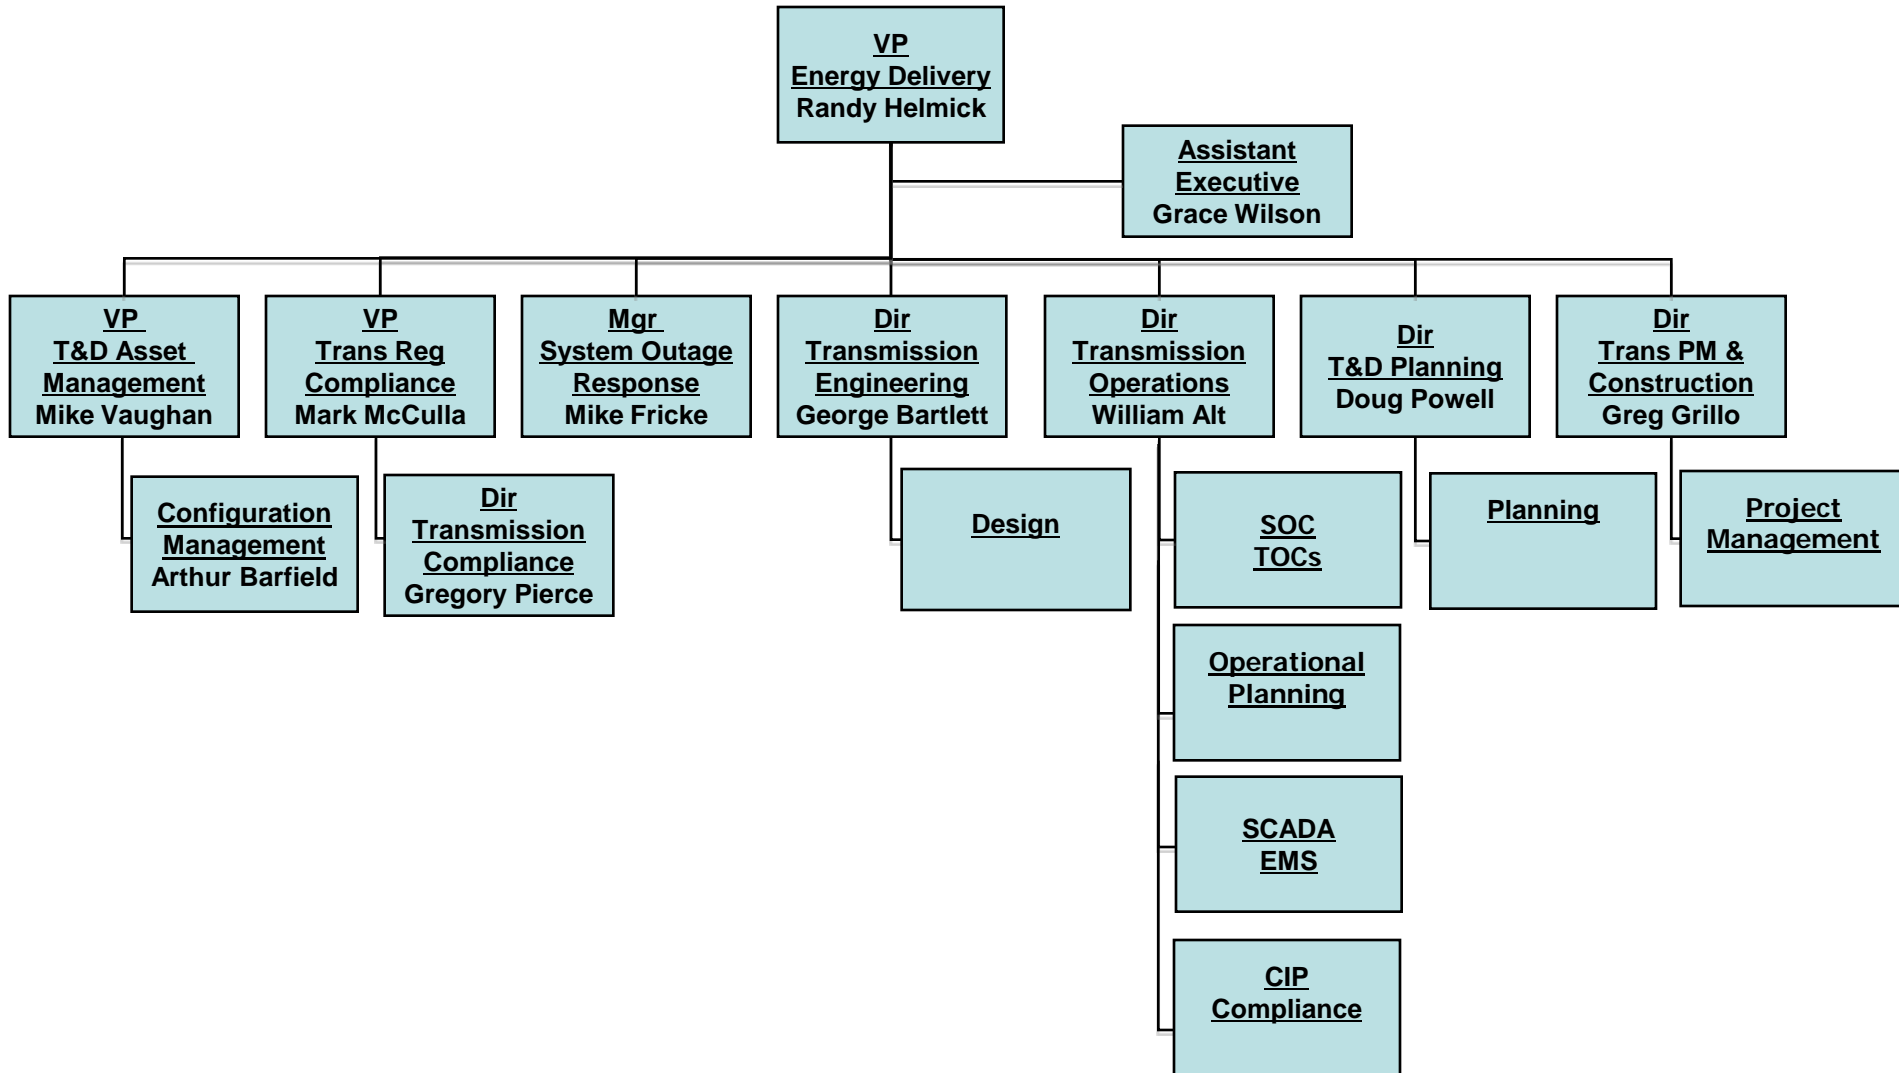 VP
Energy Delivery
Randy Helmick
Assistant
Executive
Grace Wilson
VP
T&D Asset
Management
Mike Vaughan
VP
Trans Reg
Compliance
Mark McCulla
Mgr
System Outage
Response
Mike Fricke
Dir
Transmission
Engineering
George Bartlett
Dir
Transmission
Operations
William Alt
Dir
T&D Planning
Doug Powell
Dir
Trans PM &
Construction
Greg Grillo
Configuration
Management
Arthur Barfield
Dir
Transmission
Compliance
Gregory Pierce
Design
SOC
TOCs
Planning
Project
Management
Operational
Planning
SCADA
EMS
CIP
Compliance